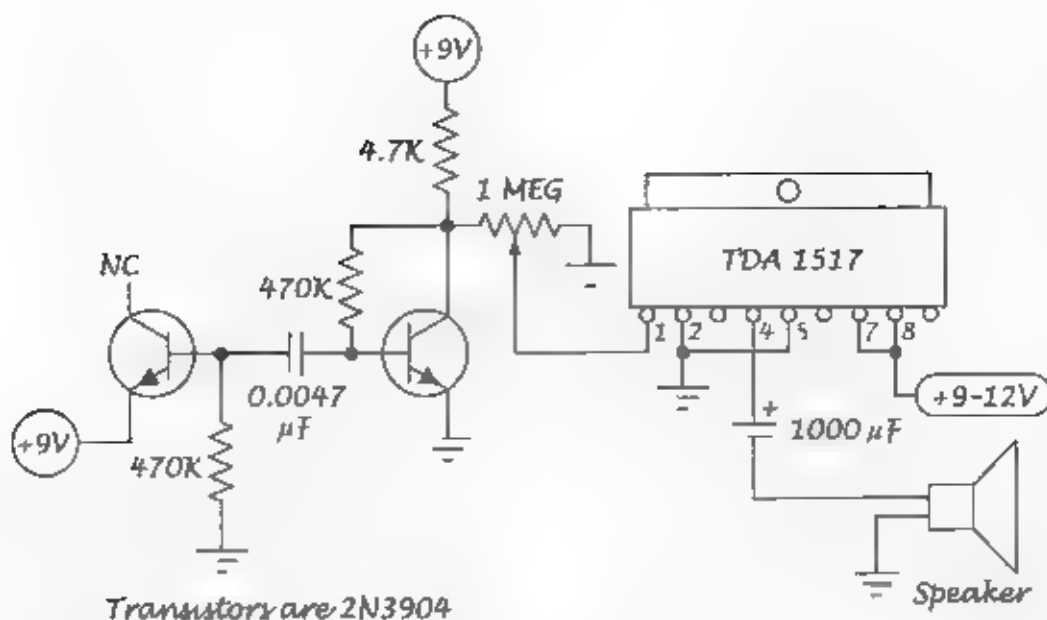 +9V
4.7K
1 MEG
TDA 1517
NC
470K
1 2 4 5 7 8
0.0047
µF
+9-12V
+
1000 µF
+9V
470K
Speaker
Transistors are 2N3904